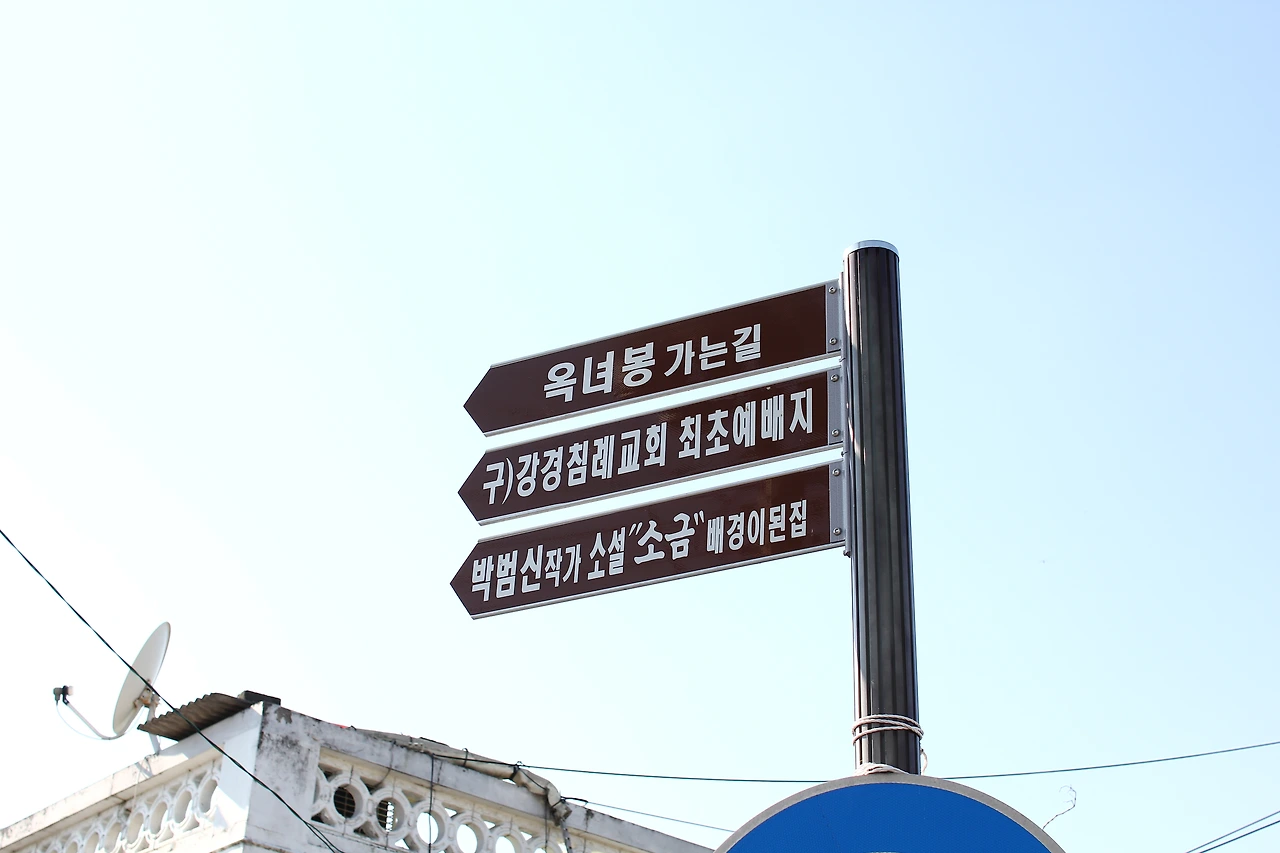 옥녀봉 가는길
구)강경침례교회 최초예배지
박범신작가 소설 "소금" 배경이된집